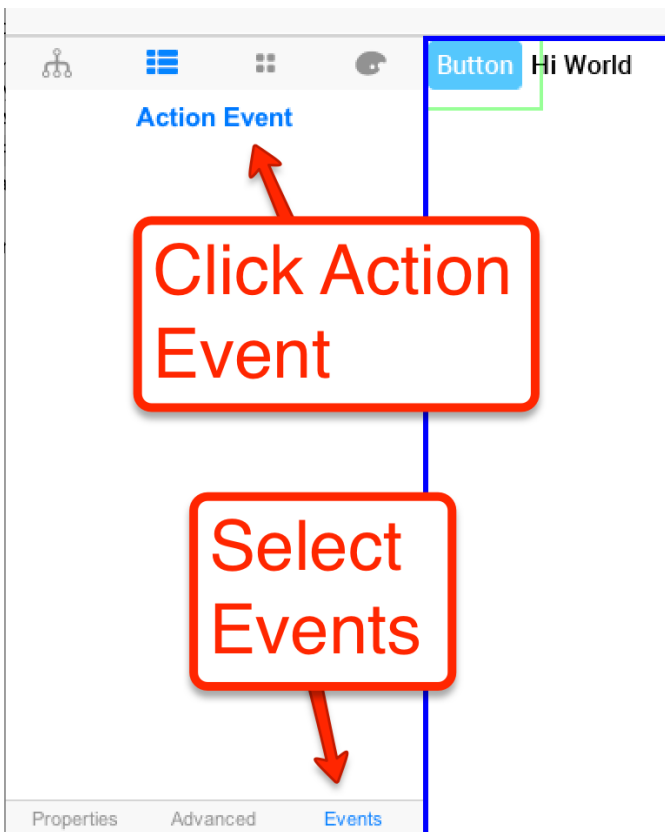 Button Hi World
Action Event
Click Action
Event
Select
Events
Properties Advanced Events